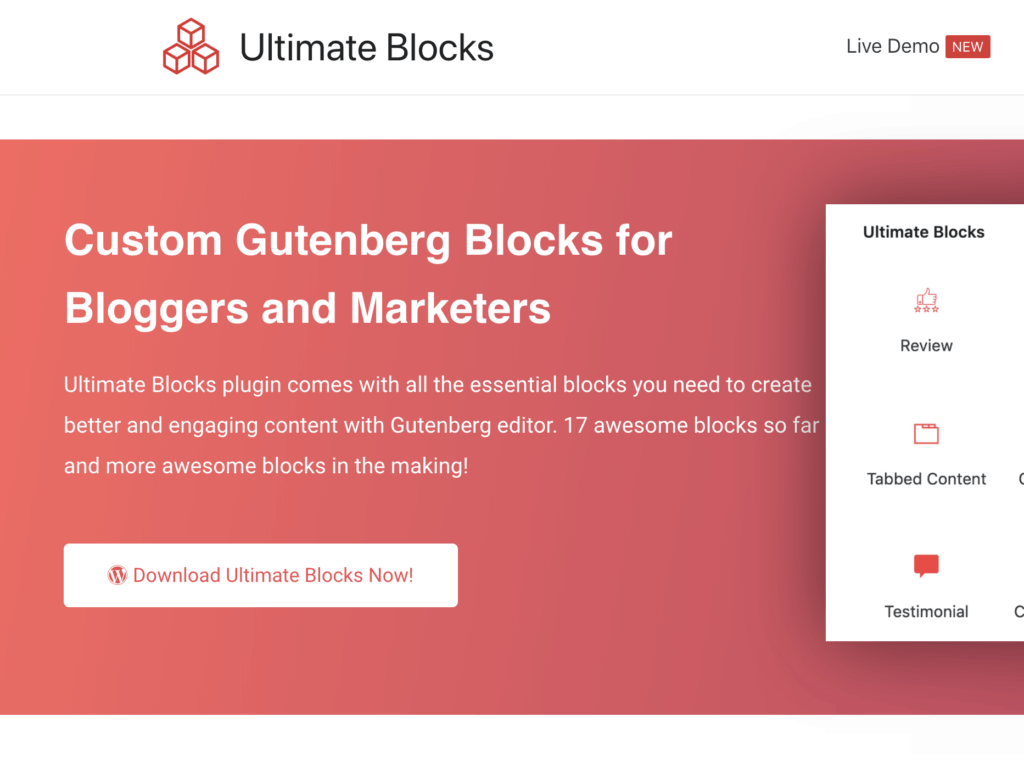 Ultimate Blocks
Live Demo NEW
Custom Gutenberg Blocks for
Bloggers and Marketers
Ultimate Blocks plugin comes with all the essential blocks you need to create
better and engaging content with Gutenberg editor. 17 awesome blocks so far
and more awesome blocks in the making!
Download Ultimate Blocks Now!
Ultimate Blocks
Review
Tabbed Content
Testimonial